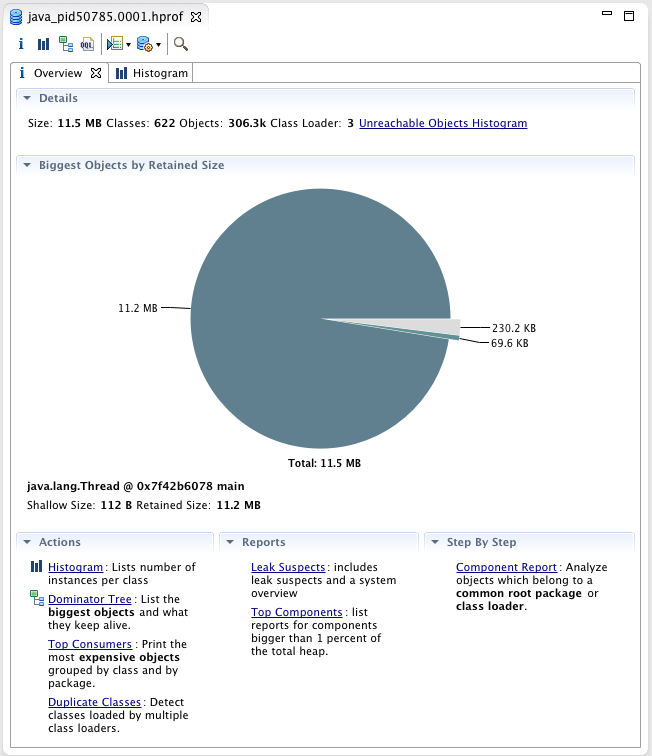 java_pid50785.0001.hprof
i OQL
i Overview Histogram
Details
Size: 11.5 MB Classes: 622 Objects: 306.3k Class Loader: 3 Unreachable Objects Histogram
Biggest Objects by Retained Size
11.2 MB
230.2 KB
69.6 KB
Total: 11.5 MB
java.lang.Thread @ 0x7f42b6078 main
Shallow Size: 112 B Retained Size: 11.2 MB
Actions
Histogram: Lists number of
instances per class
Dominator Tree: List the
biggest objects and what
they keep alive.
Top Consumers: Print the
most expensive objects
grouped by class and by
package.
Duplicate Classes: Detect
classes loaded by multiple
class loaders.
Reports
Leak Suspects: includes
leak suspects and a system
overview
Top Components: list
reports for components
bigger than 1 percent of
the total heap.
Step By Step
Component Report: Analyze
objects which belong to a
common root package or
class loader.